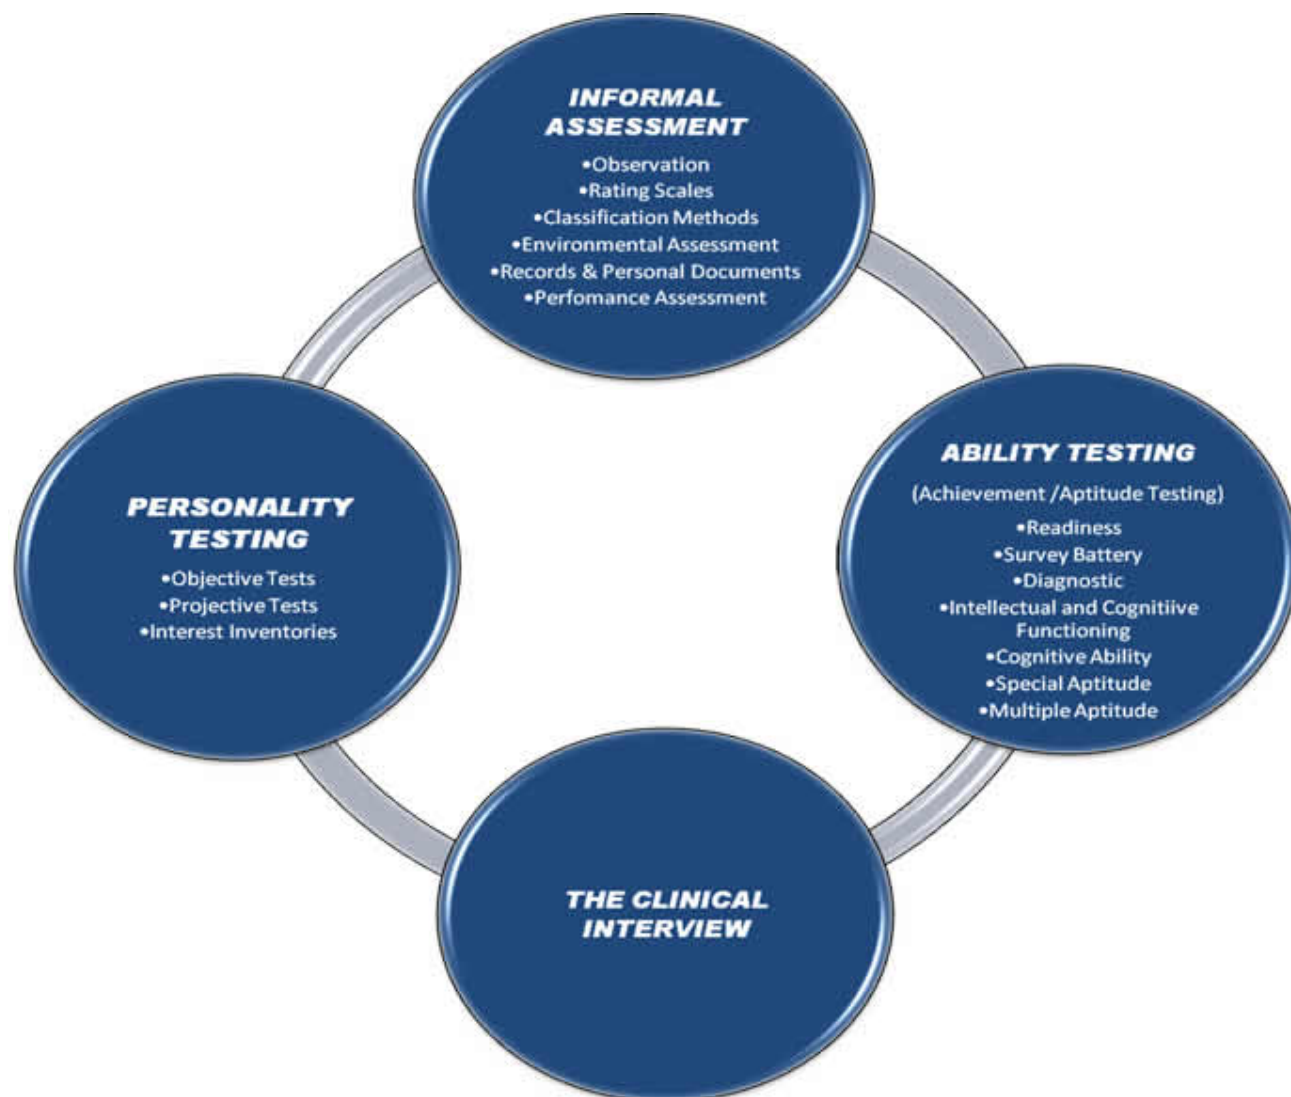 INFORMAL
ASSESSMENT
•Observation
•Rating Scales
•Classification Methods
•Environmental Assessment
•Records & Personal Documents
•Perfomance Assessment
ABILITY TESTING
(Achievement /Aptitude Testing)
•Readiness
•Survey Battery
•Diagnostic
•Intellectual and Cognitiive
Functioning
•Cognitive Ability
•Special Aptitude
•Multiple Aptitude
PERSONALITY
TESTING
•Objective Tests
•Projective Tests
•Interest Inventories
THE CLINICAL
INTERVIEW